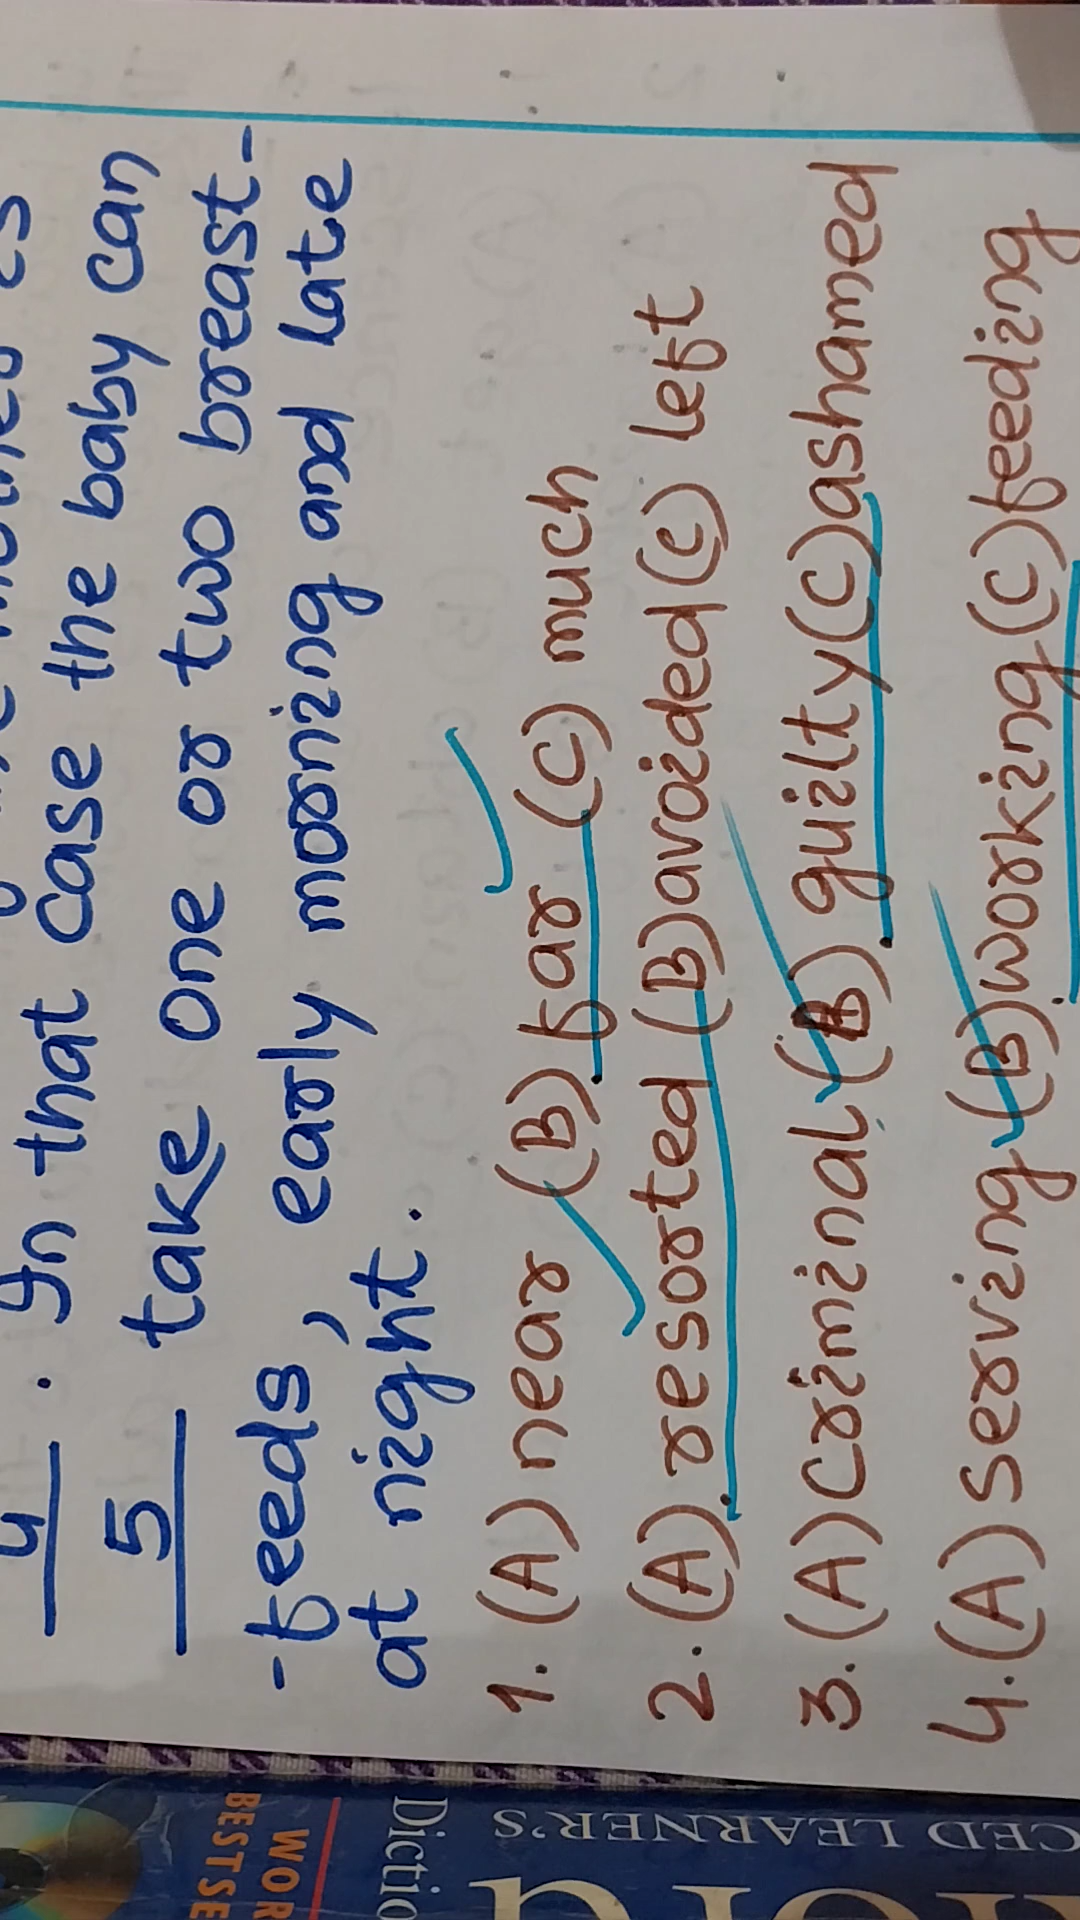 4. In that case the baby can
5 take one or two breast-
-feeds, early morning and late
at night.
1. (A) near (B) far (C) much
2. (A) resorted (B) avoided (C) left
3. (A) criminal (B) guilty (C) ashamed
4. (A) serving (B) working (C) feeding
CED LEARNER'S
Dictio
WOR
BESTSE